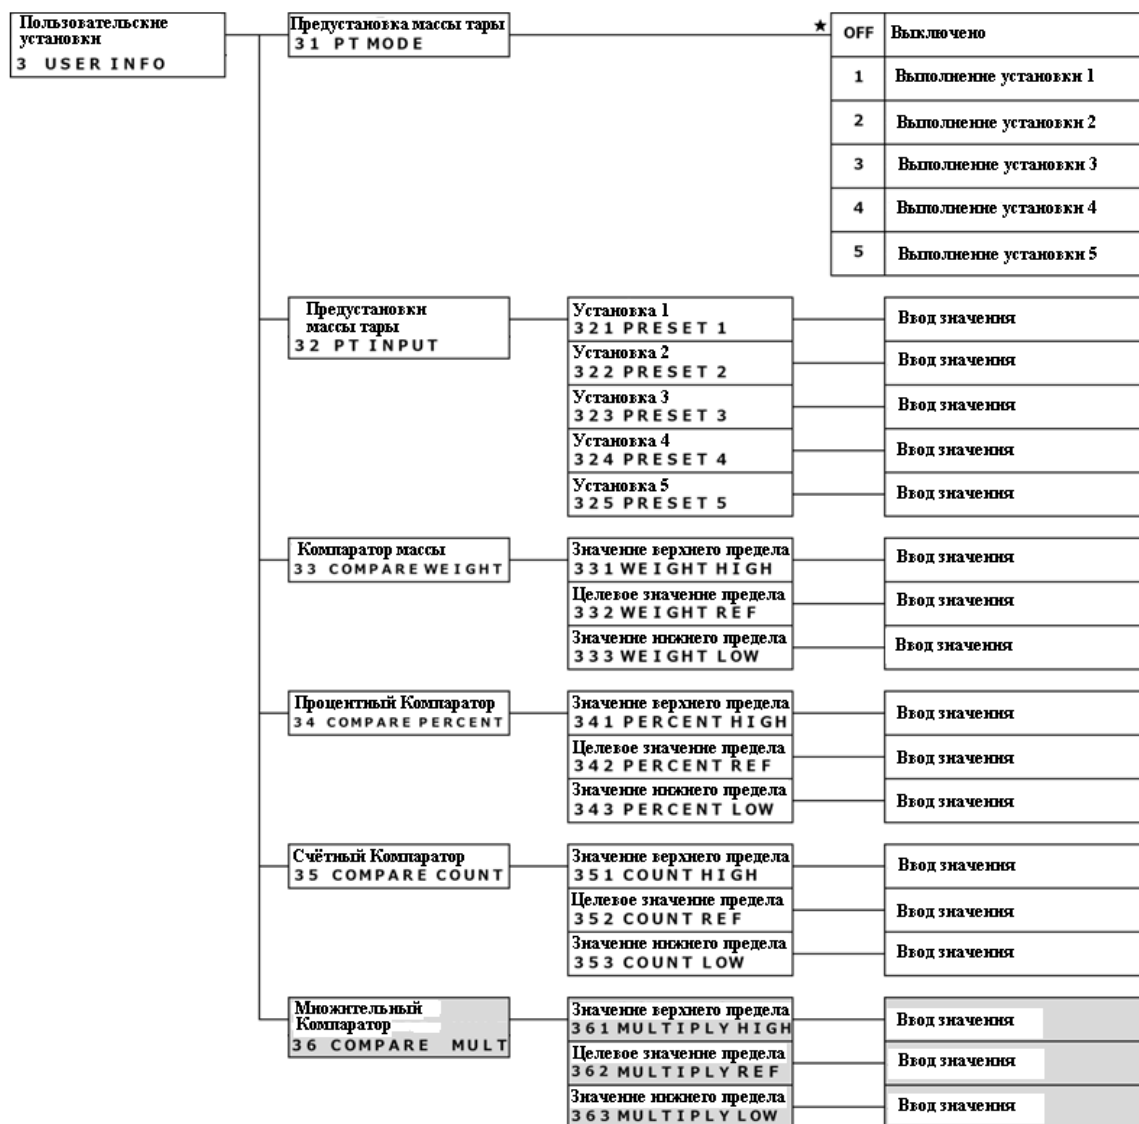 Пользовательские
установки
3 USER INFO
Предустановка массы тары
31 PT MODE
★ OFF Выключено
1 Выполнение установки 1
2 Выполнение установки 2
3 Выполнение установки 3
4 Выполнение установки 4
5 Выполнение установки 5
Предустановки
массы тары
32 PT INPUT
Установка 1
321 PRESET 1
Ввод значения
Установка 2
322 PRESET 2
Ввод значения
Установка 3
323 PRESET 3
Ввод значения
Установка 4
324 PRESET 4
Ввод значения
Установка 5
325 PRESET 5
Ввод значения
Компаратор массы
33 COMPARE WEIGHT
Значение верхнего предела
331 WEIGHT HIGH
Ввод значения
Целевое значение предела
332 WEIGHT REF
Ввод значения
Значение нижнего предела
333 WEIGHT LOW
Ввод значения
Процентный Компаратор
34 COMPARE PERCENT
Значение верхнего предела
341 PERCENT HIGH
Ввод значения
Целевое значение предела
342 PERCENT REF
Ввод значения
Значение нижнего предела
343 PERCENT LOW
Ввод значения
Счётный Компаратор
35 COMPARE COUNT
Значение верхнего предела
351 COUNT HIGH
Ввод значения
Целевое значение предела
352 COUNT REF
Ввод значения
Значение нижнего предела
353 COUNT LOW
Ввод значения
Множительный
Компаратор
36 COMPARE MULT
Значение верхнего предела
361 MULTIPLY HIGH
Ввод значения
Целевое значение предела
362 MULTIPLY REF
Ввод значения
Значение нижнего предела
363 MULTIPLY LOW
Ввод значения